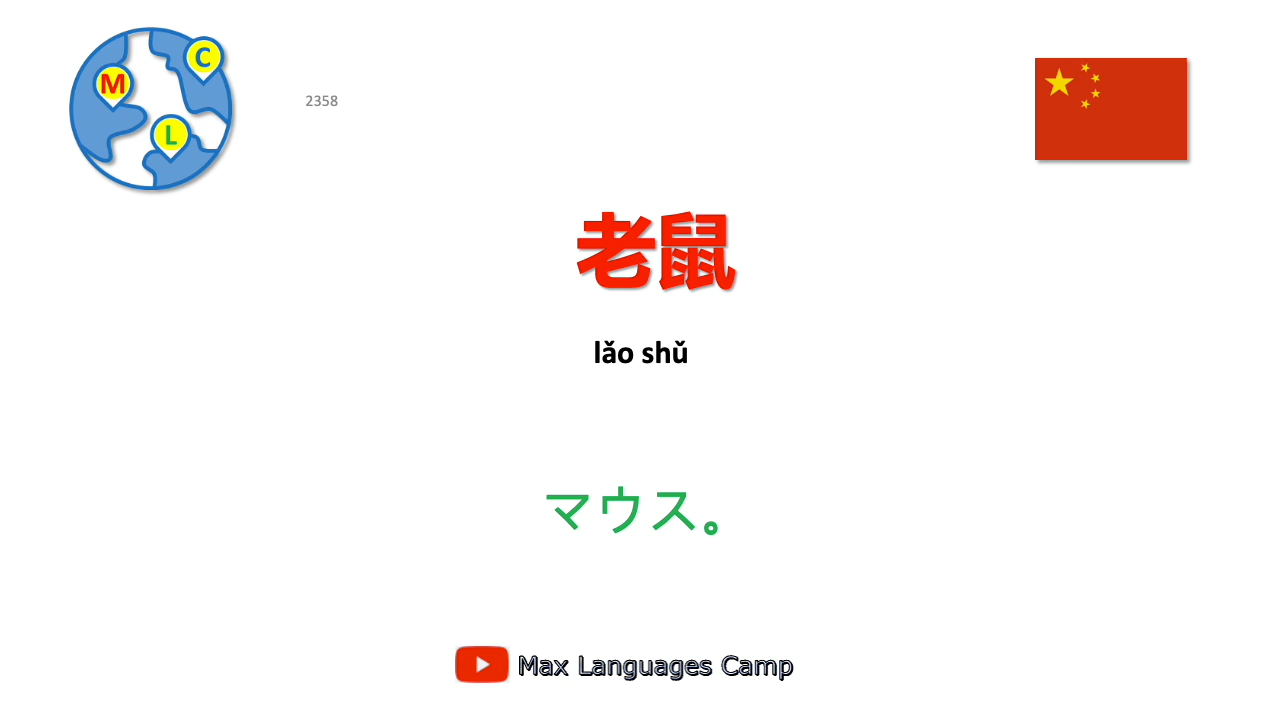 M
C
L
2358
老鼠
lǎo shǔ
マウス。
Max Languages Camp